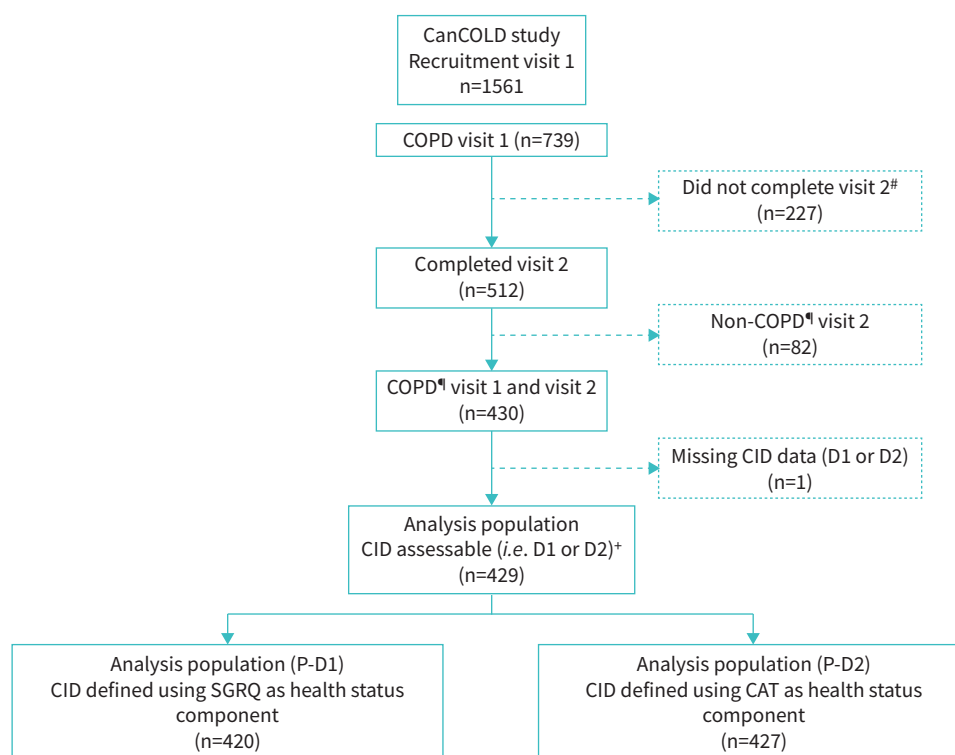 CanCOLD study
Recruitment visit 1
n=1561
COPD visit 1 (n=739)
Did not complete visit 2#
(n=227)
Completed visit 2
(n=512)
Non-COPD¶ visit 2
(n=82)
COPD¶ visit 1 and visit 2
(n=430)
Missing CID data (D1 or D2)
(n=1)
Analysis population
CID assessable (i.e. D1 or D2)+
(n=429)
Analysis population (P-D1)
CID defined using SGRQ as health status
component
(n=420)
Analysis population (P-D2)
CID defined using CAT as health status
component
(n=427)